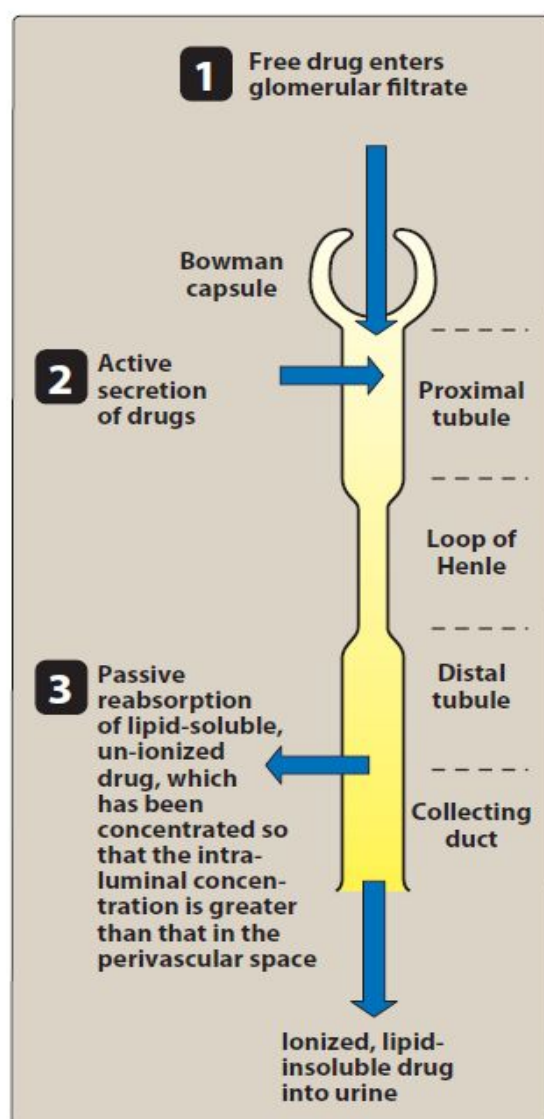 1
Free drug enters
glomerular filtrate
Bowman
capsule
2
Active
secretion
of drugs
Proximal
tubule
Loop of
Henle
Distal
tubule
3
Passive
reabsorption
of lipid-soluble,
un-ionized
drug, which
has been
concentrated so
that the intra-
luminal concen-
tration is greater
than that in the
perivascular space
Collecting
duct
Ionized, lipid-
insoluble drug
into urine